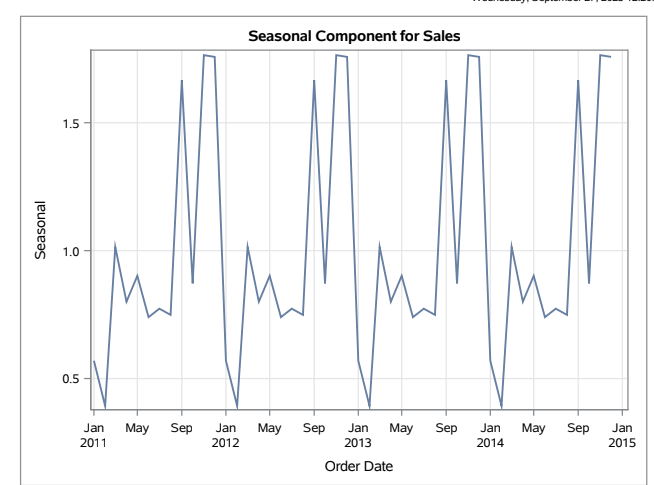 Seasonal Component for Sales
1.5
1.0
0.5
Seasonal
Jan May Sep Jan May Sep Jan May Sep Jan May Sep Jan
2011 2012 2013 2014 2015
Order Date